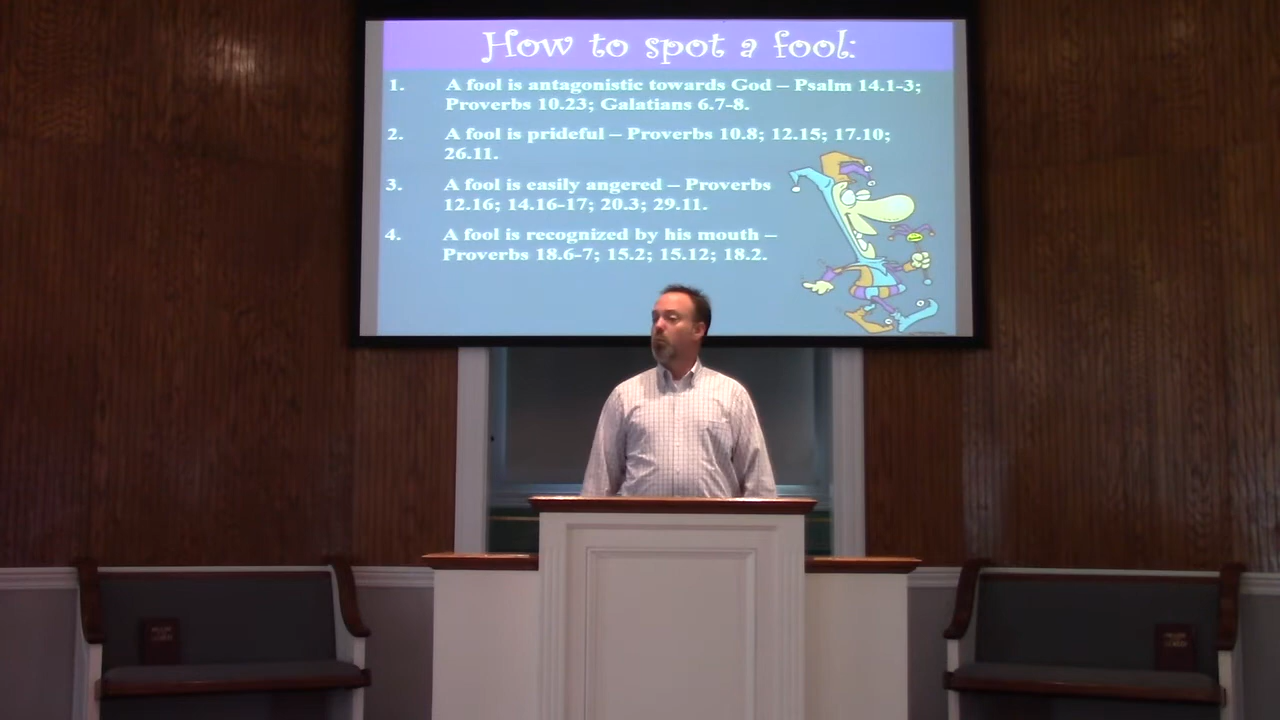 How to spot a fool:
1. A fool is antagonistic towards God – Psalm 14.1-3;
Proverbs 10.23; Galatians 6.7-8.
2. A fool is prideful – Proverbs 10.8; 12.15; 17.10;
26.11.
3. A fool is easily angered – Proverbs
12.16; 14.16-17; 20.3; 29.11.
4. A fool is recognized by his mouth –
Proverbs 18.6-7; 15.2; 15.12; 18.2.